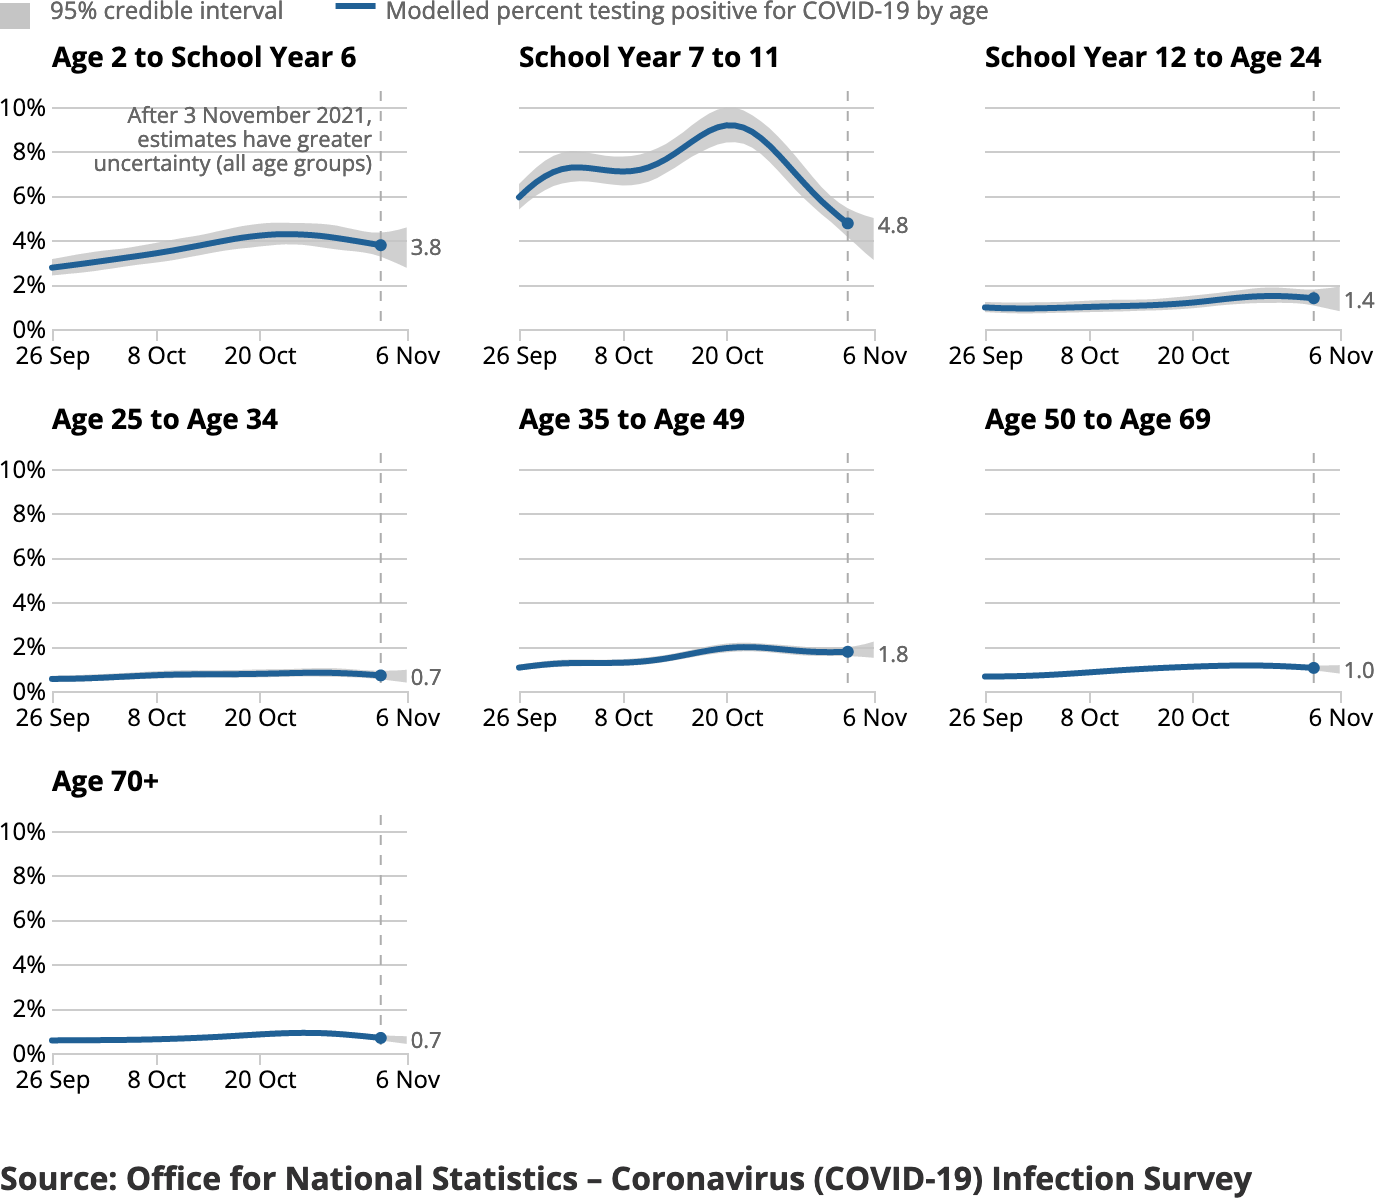 95% credible interval
Modelled percent testing positive for COVID-19 by age
Age 2 to School Year 6
School Year 7 to 11
School Year 12 to Age 24
10%
8%
6%
4%
2%
0%
After 3 November 2021,
estimates have greater
uncertainty (all age groups)
3.8
4.8
1.4
26 Sep 8 Oct 20 Oct 6 Nov
26 Sep 8 Oct 20 Oct 6 Nov
26 Sep 8 Oct 20 Oct 6 Nov
Age 25 to Age 34
Age 35 to Age 49
Age 50 to Age 69
10%
8%
6%
4%
2%
0%
0.7
1.8
1.0
26 Sep 8 Oct 20 Oct 6 Nov
26 Sep 8 Oct 20 Oct 6 Nov
26 Sep 8 Oct 20 Oct 6 Nov
Age 70+
10%
8%
6%
4%
2%
0%
0.7
26 Sep 8 Oct 20 Oct 6 Nov
Source: Office for National Statistics – Coronavirus (COVID-19) Infection Survey